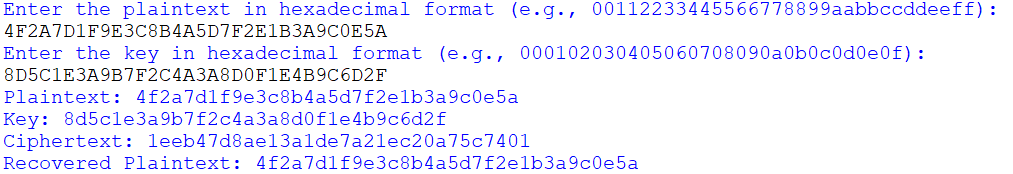 Enter the plaintext in hexadecimal format (e.g., 00112233445566778899aabbccddeeff):
4F2A7D1F9E3C8B4A5D7F2E1B3A9C0E5A
Enter the key in hexadecimal format (e.g., 000102030405060708090a0b0c0d0e0f):
8D5C1E3A9B7F2C4A3A8D0F1E4B9C6D2F
Plaintext: 4f2a7d1f9e3c8b4a5d7f2e1b3a9c0e5a
Key: 8d5c1e3a9b7f2c4a3a8d0f1e4b9c6d2f
Ciphertext: 1eeb47d8ae13a1de7a21ec20a75c7401
Recovered Plaintext: 4f2a7d1f9e3c8b4a5d7f2e1b3a9c0e5a